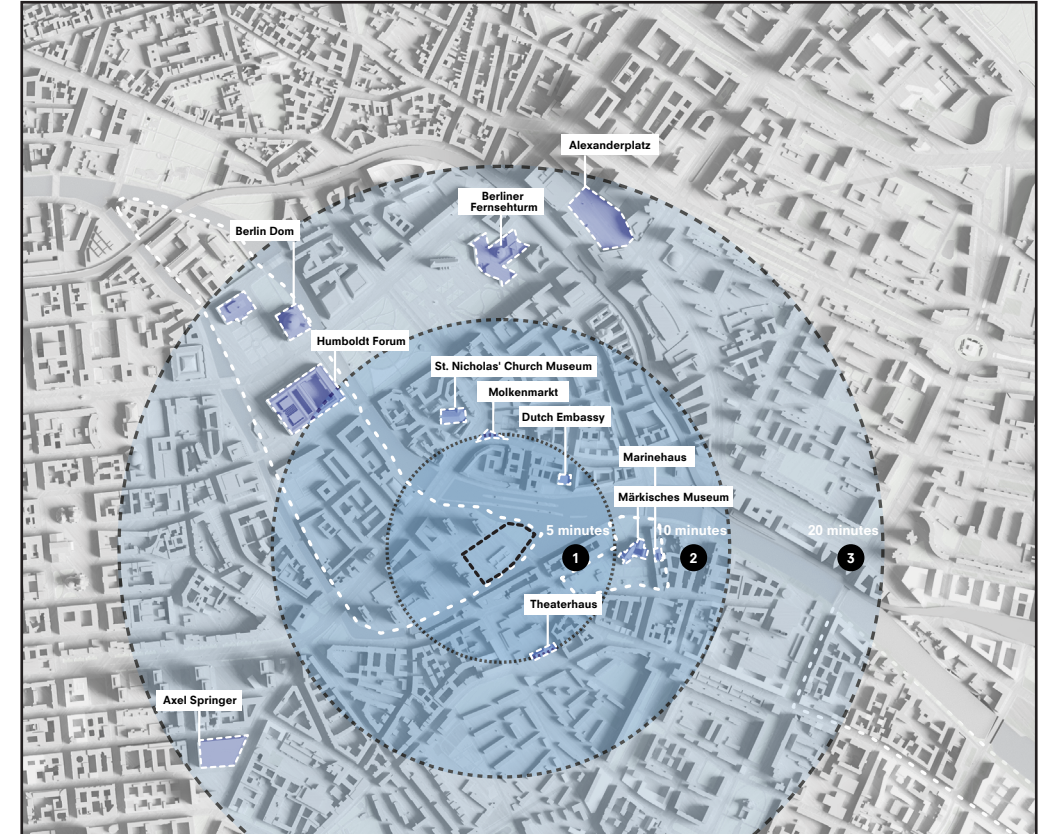 Alexanderplatz
Berliner
Fernsehturm
Berlin Dom
Humboldt Forum
St. Nicholas' Church Museum
Molkenmarkt
Dutch Embassy
Marinehaus
Märkisches Museum
5 minutes
10 minutes
20 minutes
1
2
3
Theaterhaus
Axel Springer